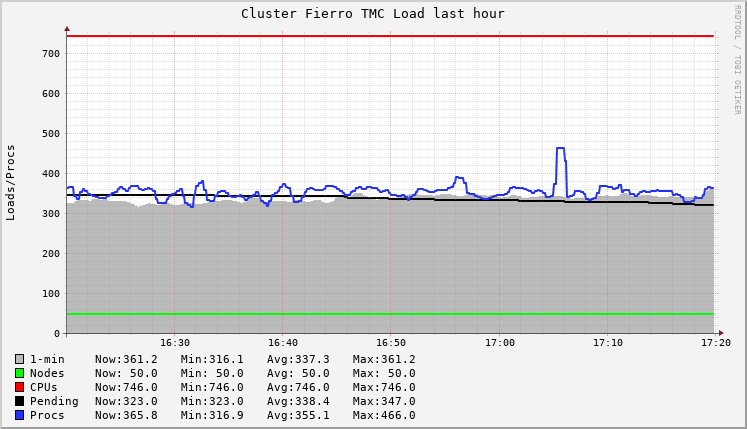 Cluster Fierro TMC Load last hour
RRDTOOL / TOBI OETIKER
Loads/Procs
700
600
500
400
300
200
100
0
16:30 16:40 16:50 17:00 17:10 17:20
1-min Now:361.2 Min:316.1 Avg:337.3 Max:361.2
Nodes Now: 50.0 Min: 50.0 Avg: 50.0 Max: 50.0
CPUs Now:746.0 Min:746.0 Avg:746.0 Max:746.0
Pending Now:323.0 Min:323.0 Avg:338.4 Max:347.0
Procs Now:365.8 Min:316.9 Avg:355.1 Max:466.0